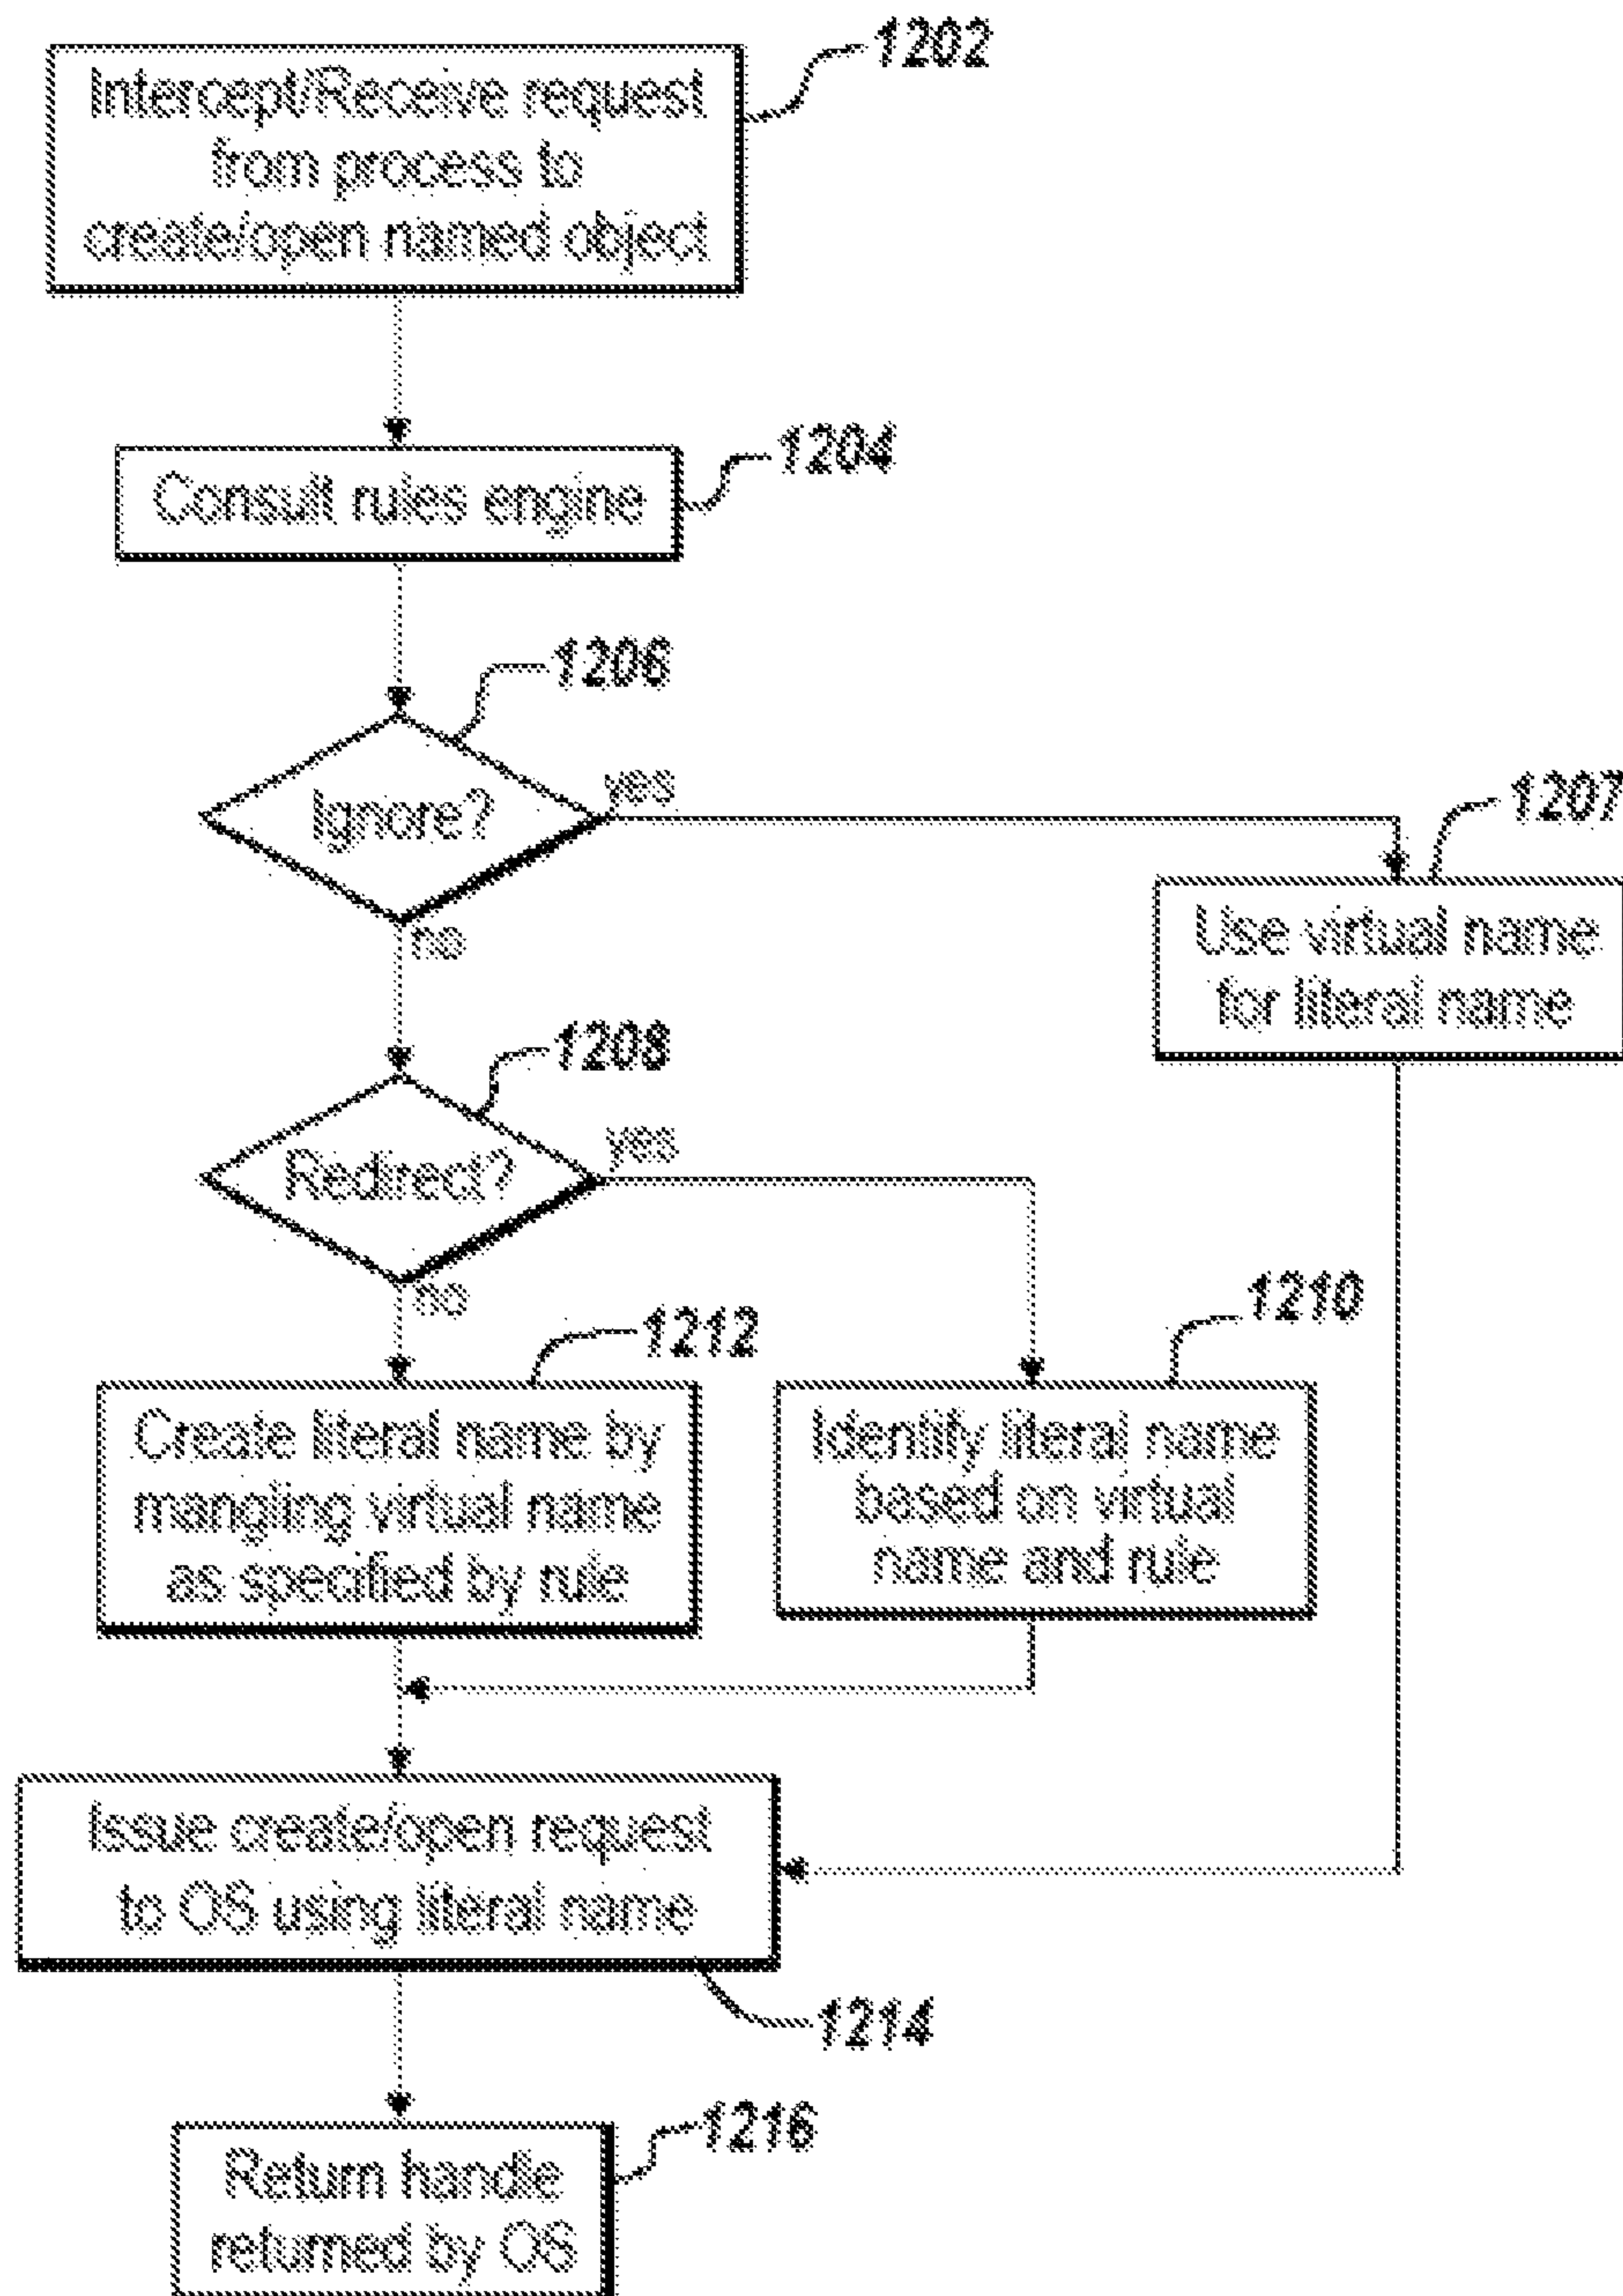 1202
Intercept/Receive request
from process to
create/open named object
1204
Consult rules engine
1206
Ignore?
yes
no
1207
Use virtual name
for literal name
1208
Redirect?
yes
no
1212
Create literal name by
mangling virtual name
as specified by rule
1210
Identify literal name
based on virtual
name and rule
Issue create/open request
to OS using literal name
1214
1216
Return handle
returned by OS